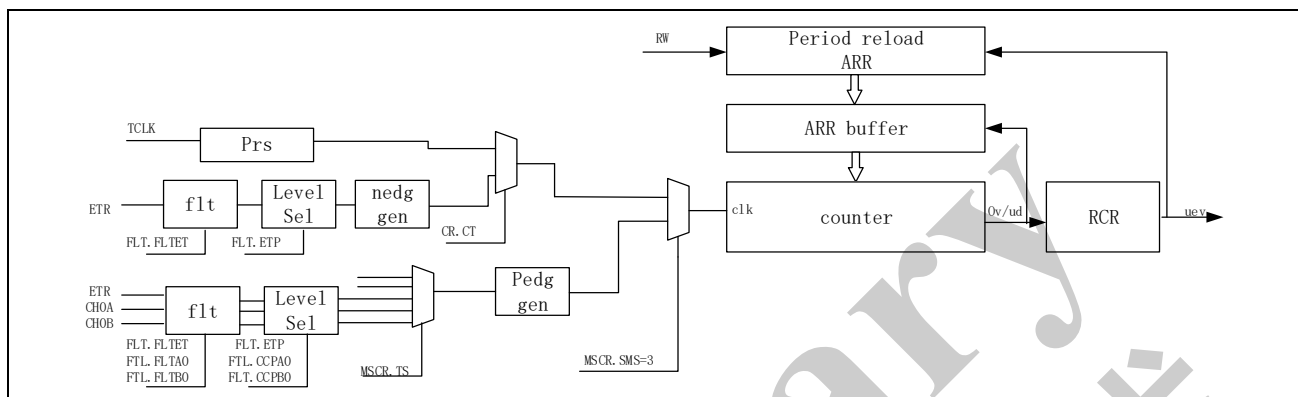 Period reload
ARR
RW
ARR buffer
TCLK
Prs
ETR
flt
Level
Sel
nedg
gen
FLT.FLTET
FLT.ETP
CR.CT
clk
counter
Ov/ud
RCR
uev
ETR
CH0A
CH0B
flt
Level
Sel
Pedg
gen
FLT.FLTET
FTL.FLTA0
FTL.FLTB0
FLT.ETP
FTL.CCPA0
FLT.CCPB0
MSCR.TS
MSCR.SMS=3